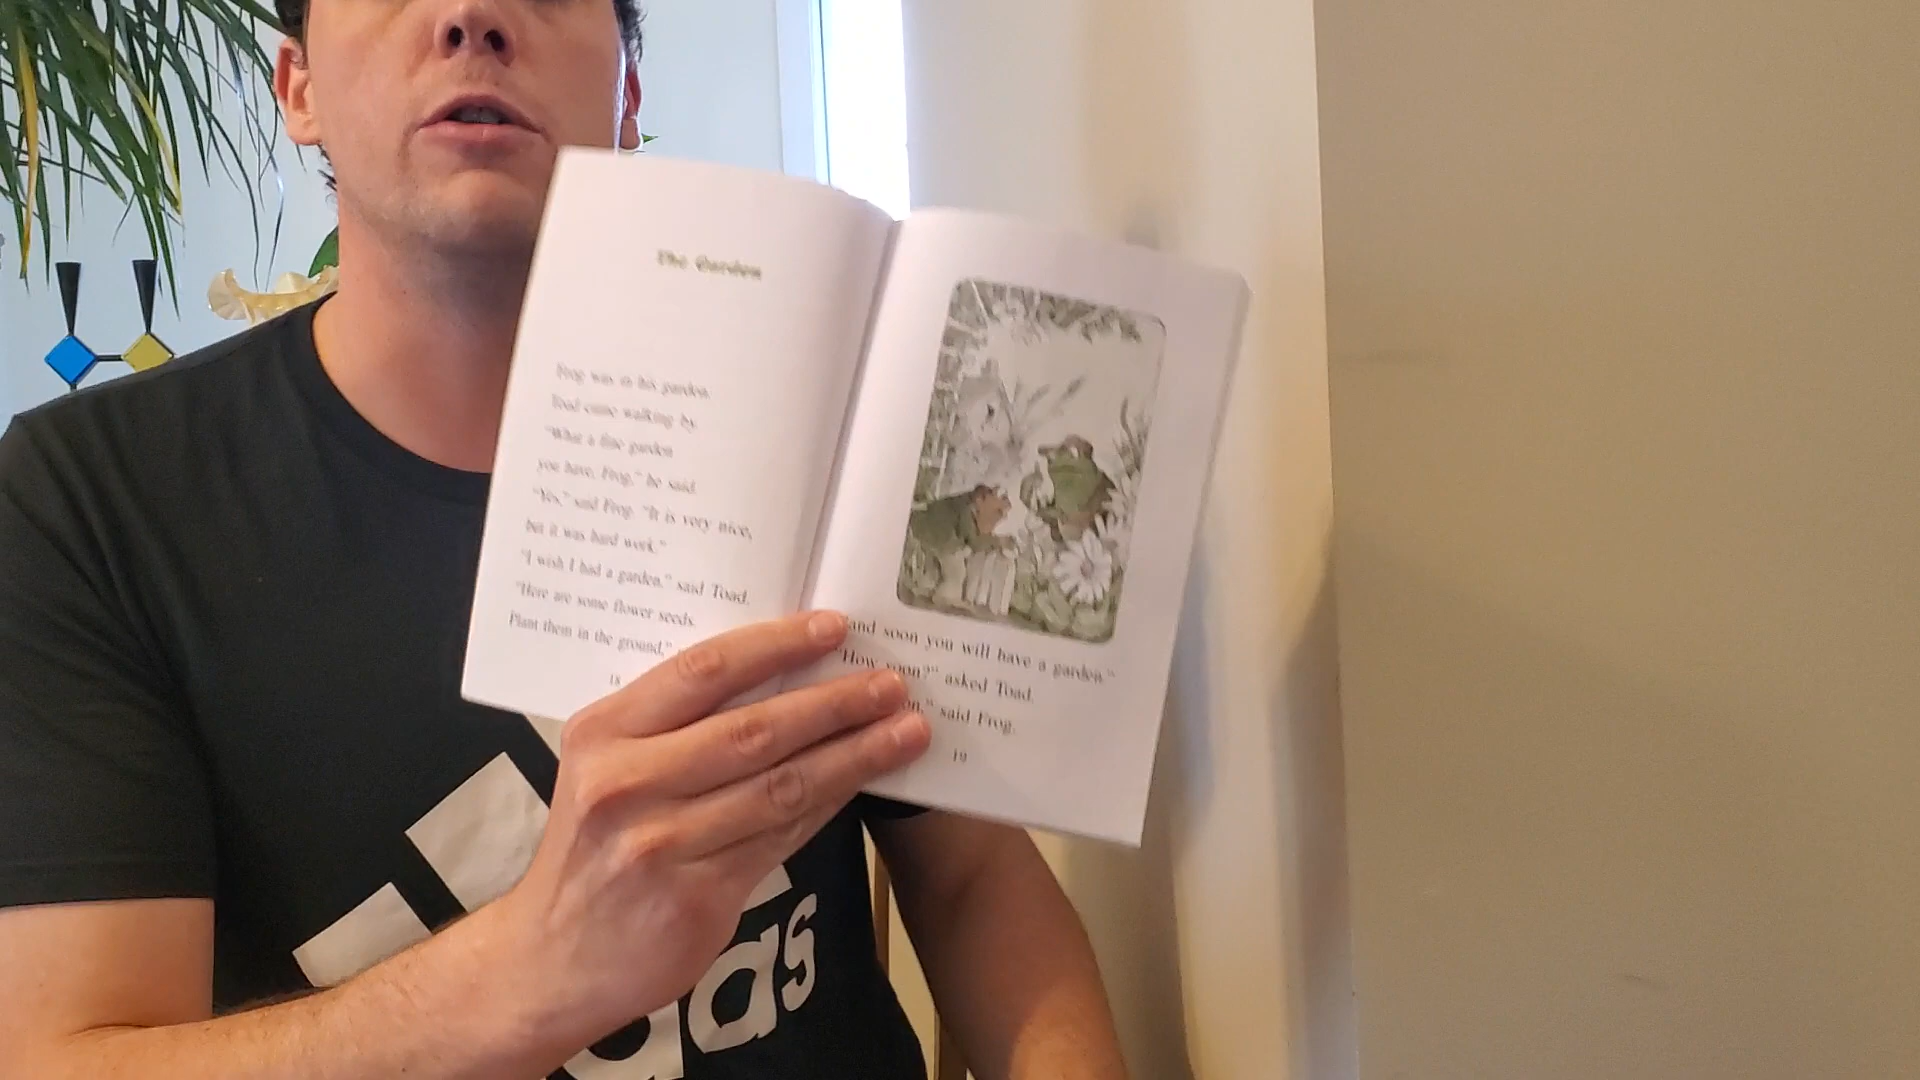 The Garden
Frog was in his garden.
Toad came walking by.
"What a fine garden
you have, Frog," he said.
"Yes," said Frog. "It is very nice,
but it was hard work."
"I wish I had a garden," said Toad.
"Here are some flower seeds.
Plant them in the ground,"
18
and soon you will have a garden."
"How soon?" asked Toad.
said Frog.
19
das